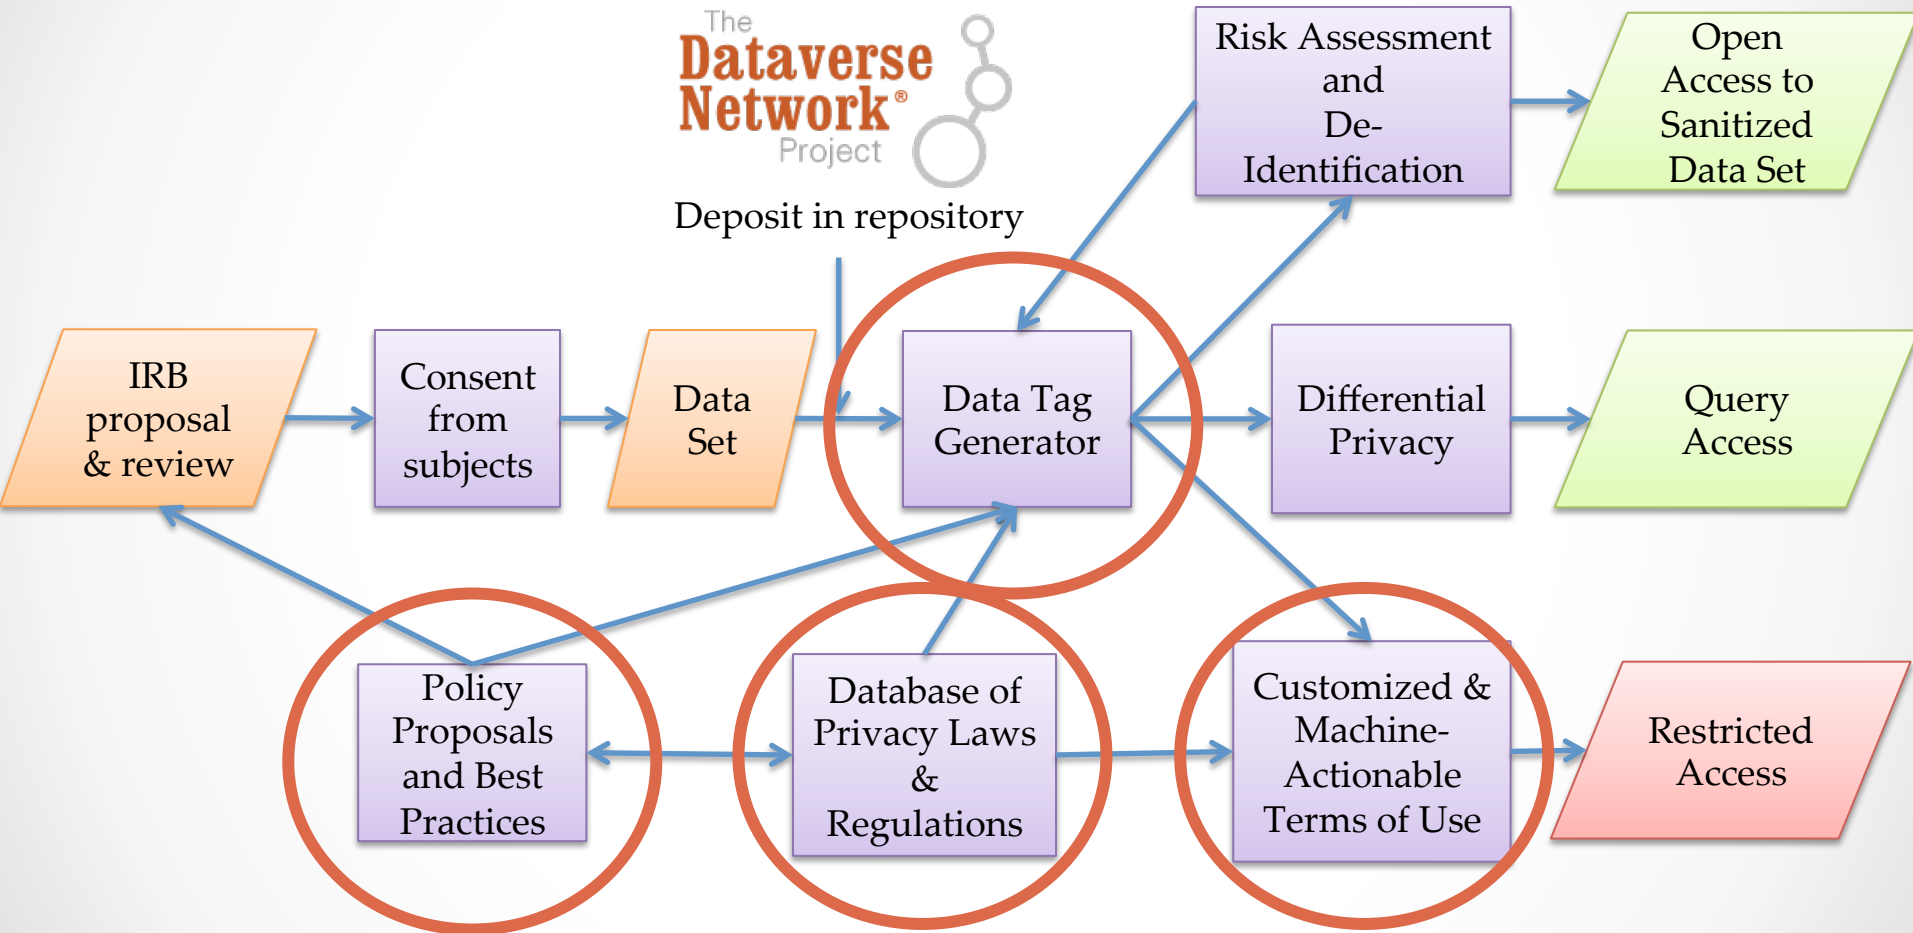 The
Dataverse
Network®
Project
Deposit in repository
Risk Assessment
and
De-
Identification
Open
Access to
Sanitized
Data Set
IRB
proposal
& review
Consent
from
subjects
Data
Set
Data Tag
Generator
Differential
Privacy
Query
Access
Policy
Proposals
and Best
Practices
Database of
Privacy Laws
&
Regulations
Customized &
Machine-
Actionable
Terms of Use
Restricted
Access